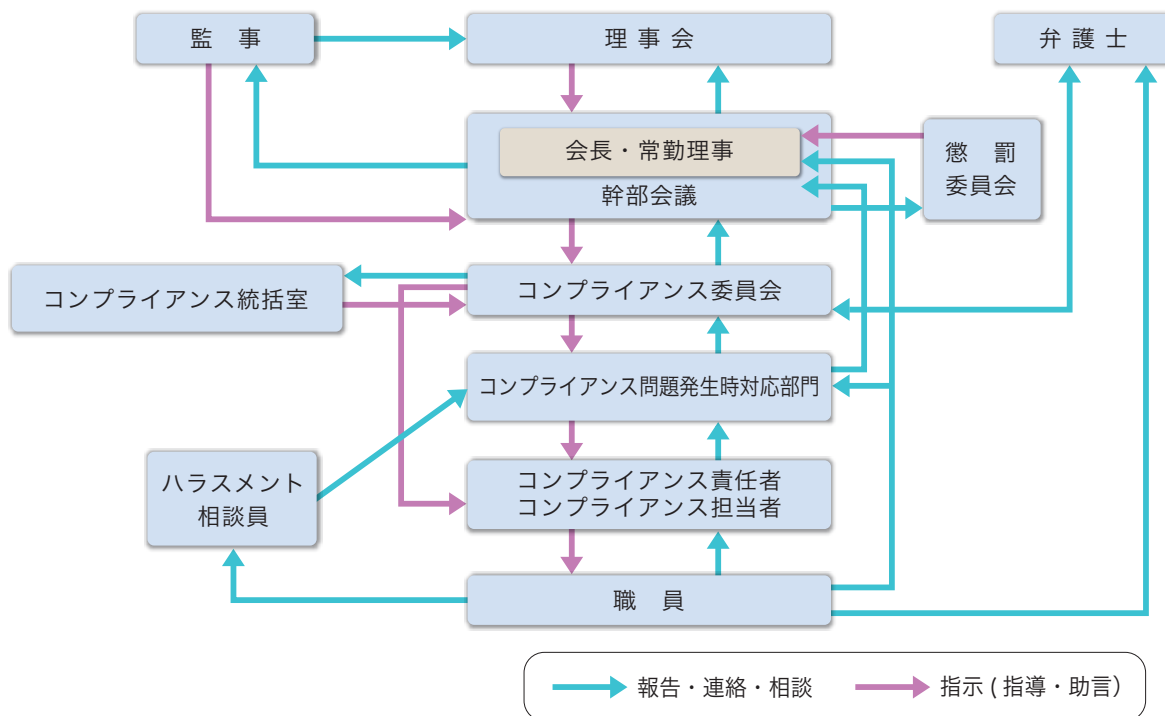 監　事
理 事 会
弁 護 士
会長・常勤理事
幹部会議
懲　罰
委員会
コンプライアンス統括室
コンプライアンス委員会
コンプライアンス問題発生時対応部門
ハラスメント
相談員
コンプライアンス責任者
コンプライアンス担当者
職　員
報告・連絡・相談
指示 ( 指導・助言）